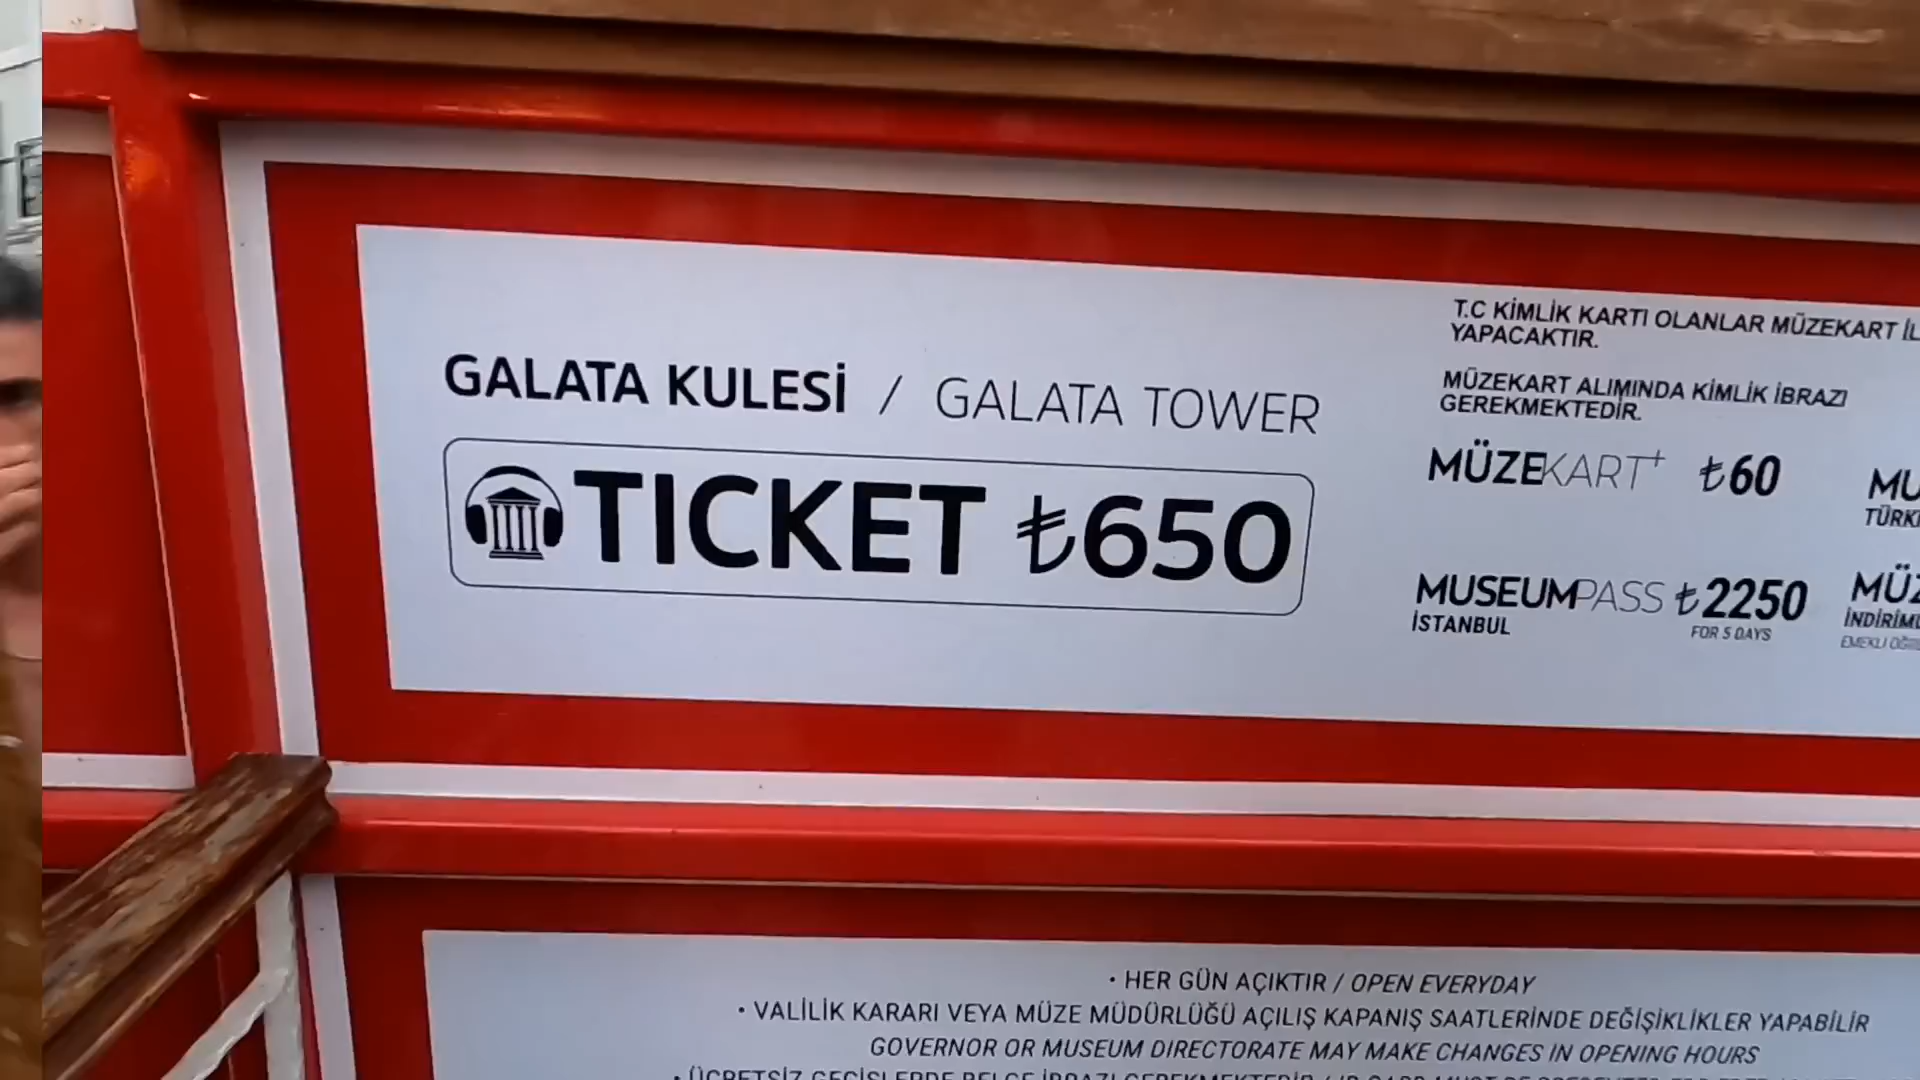 GALATA KULESİ / GALATA TOWER
TICKET ₺650
T.C KİMLİK KARTI OLANLAR MÜZEKART
YAPACAKTIR.
MÜZEKART ALIMINDA KİMLİK İBRAZI
GEREKMEKTEDİR.
MÜZEKART+ ₺60
MUSEUMPASS ₺2250
İSTANBUL FOR 5 DAYS
• HER GÜN AÇIKTIR / OPEN EVERYDAY
• VALİLİK KARARI VEYA MÜZE MÜDÜRLÜĞÜ AÇILIŞ KAPANIŞ SAATLERİNDE DEĞİŞİKLİKLER YAPABİLİR
GOVERNOR OR MUSEUM DIRECTORATE MAY MAKE CHANGES IN OPENING HOURS